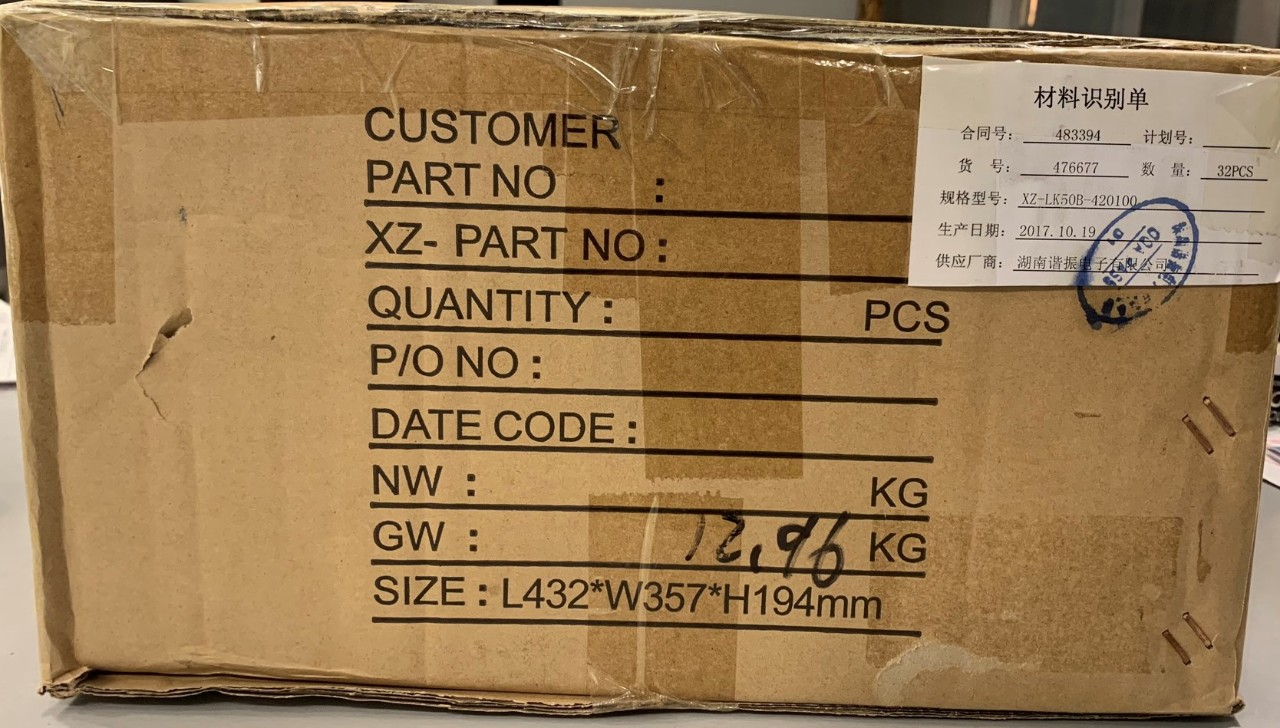 CUSTOMER
PART NO :
XZ- PART NO :
QUANTITY : PCS
P/O NO :
DATE CODE :
NW : KG
GW : 12.96 KG
SIZE : L432*W357*H194mm
材料识别单
合同号： 483394 计划号：
货 号： 476677 数 量： 32PCS
规格型号： XZ-LK50B-420100
生产日期： 2017.10.19
供应厂商： 湖南谐振电子有限公司